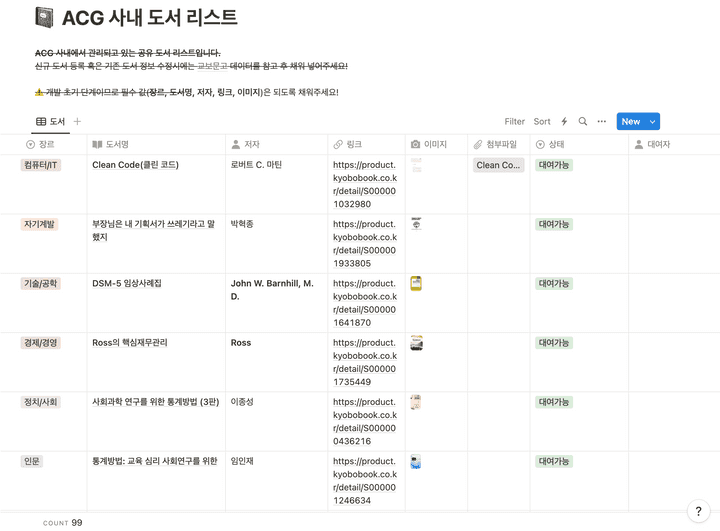 ACG 사내 도서 리스트
ACG 사내에서 관리되고 있는 공유 도서 리스트입니다.
신규 도서 등록 혹은 기존 도서 정보 수정시에는 교보문고 데이터를 참고 후 채워 넣어주세요!
⚠️ 개발 초기 단계이므로 필수 값(장르, 도서명, 저자, 링크, 이미지)은 되도록 채워주세요!
도서 +
Filter Sort ... New
장르 도서명 저자 링크 이미지 첨부파일 상태 대여자
컴퓨터/IT Clean Code(클린 코드) 로버트 C. 마틴 https://product. Clean Co... 대여가능
kyobobook.co.k
r/detail/S00000
1032980
자기계발 부장님은 내 기획서가 쓰레기라고 말 박혁종 https://product. 대여가능
했지 kyobobook.co.k
r/detail/S00000
1933805
기술/공학 DSM-5 임상사례집 John W. Barnhill, M. https://product. 대여가능
D. kyobobook.co.k
r/detail/S00000
1641870
경제/경영 Ross의 핵심재무관리 Ross https://product. 대여가능
kyobobook.co.k
r/detail/S00000
1735449
정치/사회 사회과학 연구를 위한 통계방법 (3판) 이종성 https://product. 대여가능
kyobobook.co.k
r/detail/S00000
0436216
인문 통계방법: 교육 심리 사회연구를 위한 임인재 https://product. 대여가능
kyobobook.co.k
r/detail/S00000
1246634
COUNT 99
?